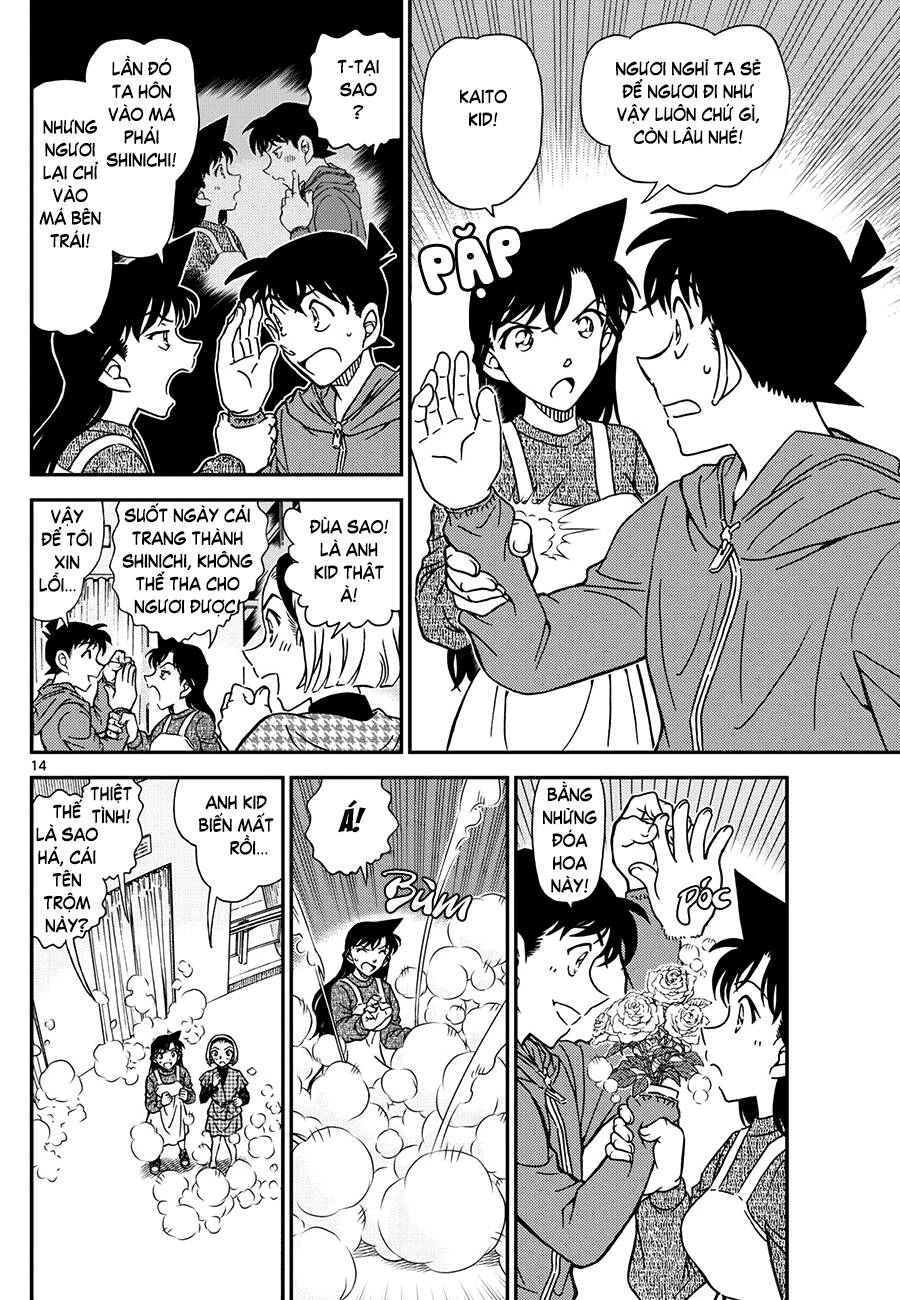 NGƯƠI NGHĨ TA SẼ
ĐỂ NGƯƠI ĐI NHƯ
VẬY LUÔN CHỨ GÌ,
CÒN LÂU NHÉ!
KAITO
KID!
PẶP
T-TẠI
SAO
?
LẦN ĐÓ
TA HÔN
VÀO MÁ
PHẢI
SHINICHI!
NHƯNG
NGƯƠI
LẠI CHỈ
VÀO
MÁ BÊN
TRÁI!
ĐÙA SAO!
LÀ ANH
KID THẬT
À!
SUỐT NGÀY CẢI
TRANG THÀNH
SHINICHI, KHÔNG
THỂ THA CHO
NGƯƠI ĐƯỢC!
VẬY
ĐỂ TÔI
XIN
LỖI...
14
BẰNG
NHỮNG
ĐÓA
HOA
NÀY!
PÓC
Á!
BÙM
ANH KID
BIẾN MẤT
RỒI...
THIỆT
TÌNH!
THẾ
LÀ SAO
HẢ, CÁI
TÊN
TRỘM
NÀY?